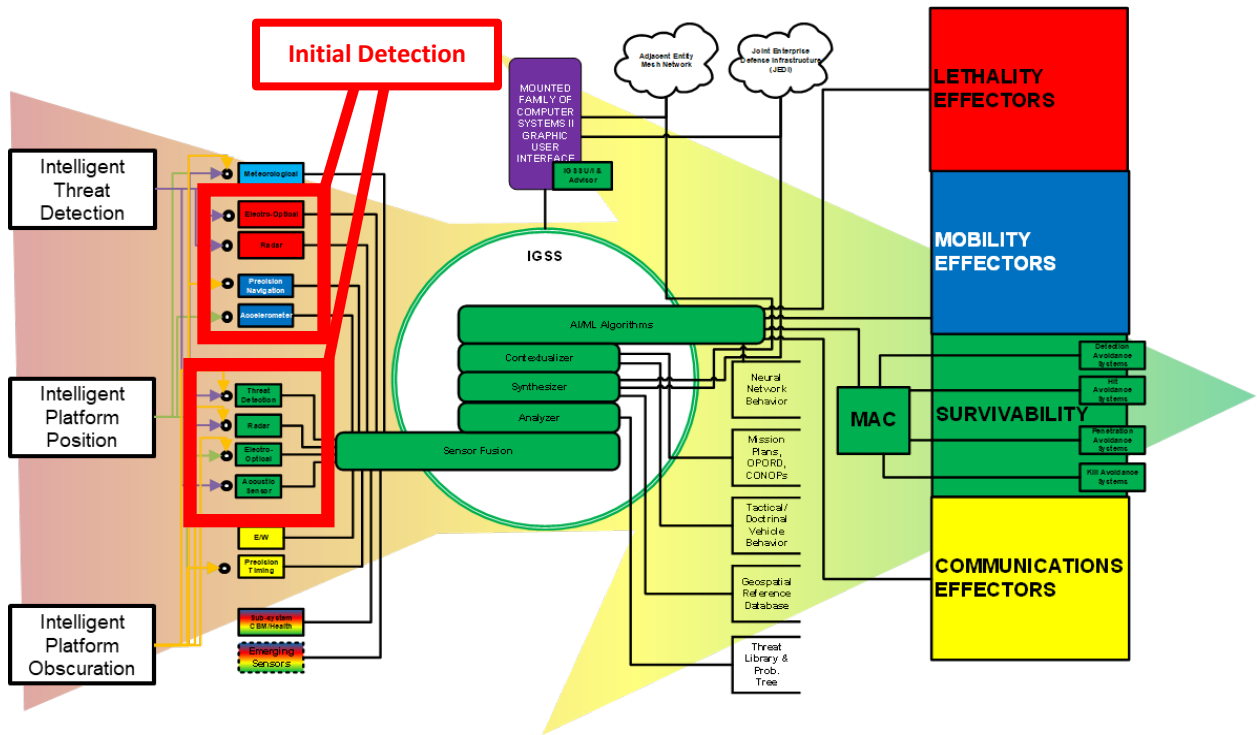 Initial Detection
Intelligent
Threat
Detection
Intelligent
Platform
Position
Intelligent
Platform
Obscuration
Meteorological
Electro-Optical
Radar
Precision
Navigation
Accelerometer
Threat
Detection
Radar
Electro-
Optical
Acoustic
Sensor
E/W
Precision
Timing
Sub-system
CBM/Health
Emerging
Sensors
MOUNTED
FAMILY OF
COMPUTER
SYSTEMS II
GRAPHIC
USER
INTERFACE
IGSS U/I &
Advisor
Adjacent Entity
Mesh Network
Joint Enterprise
Defense Infrastructure
(JEDI)
IGSS
AI/ML Algorithms
Contextualizer
Synthesizer
Analyzer
Sensor Fusion
Neural
Network
Behavior
Mission
Plans,
OPORD,
CONOPs
Tactical/
Doctrinal
Vehicle
Behavior
Geospatial
Reference
Database
Threat
Library &
Prob.
Tree
MAC
LETHALITY
EFFECTORS
MOBILITY
EFFECTORS
SURVIVABILITY
Detection
Avoidance
Systems
Hit
Avoidance
Systems
Penetration
Avoidance
Systems
Kill Avoidance
Systems
COMMUNICATIONS
EFFECTORS